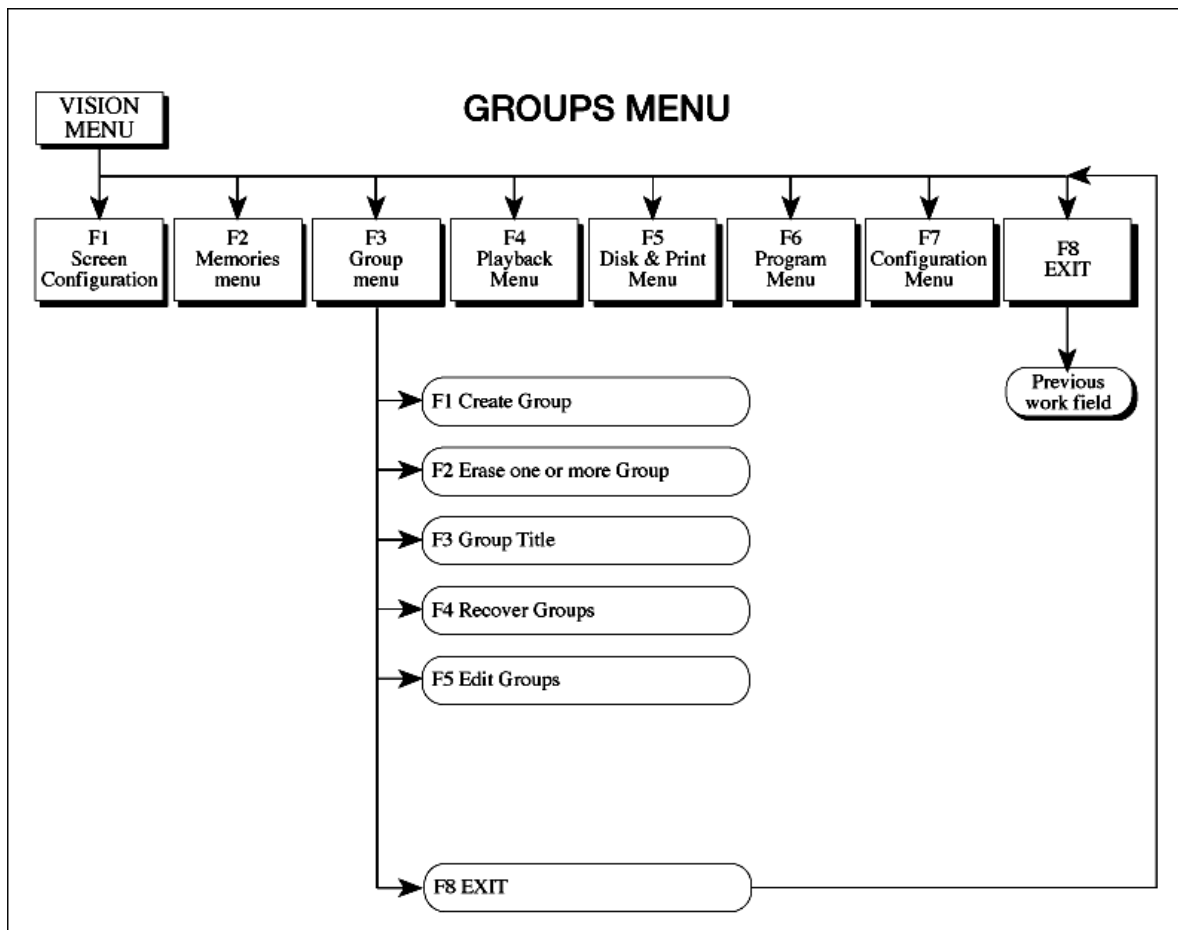 VISION
MENU
GROUPS MENU
F1
Screen
Configuration
F2
Memories
menu
F3
Group
menu
F4
Playback
Menu
F5
Disk & Print
Menu
F6
Program
Menu
F7
Configuration
Menu
F8
EXIT
Previous
work field
F1 Create Group
F2 Erase one or more Group
F3 Group Title
F4 Recover Groups
F5 Edit Groups
F8 EXIT